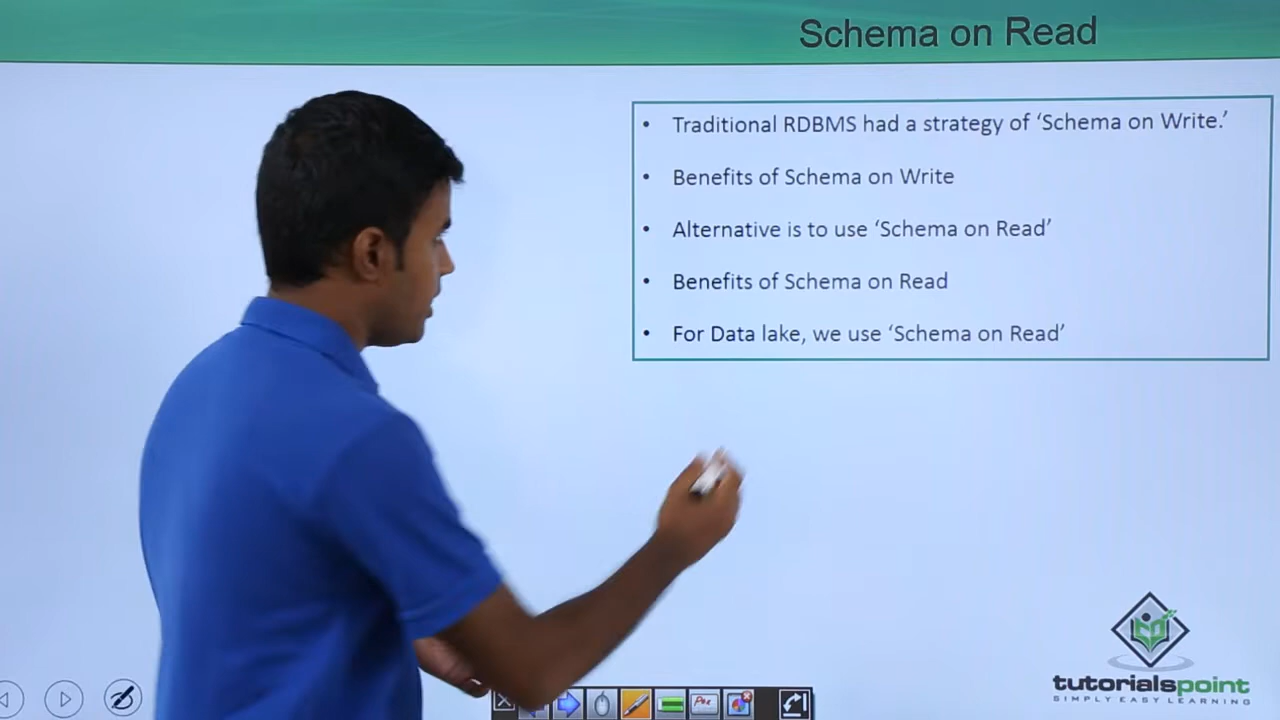 Schema on Read
• Traditional RDBMS had a strategy of ‘Schema on Write.’
• Benefits of Schema on Write
• Alternative is to use ‘Schema on Read’
• Benefits of Schema on Read
• For Data lake, we use ‘Schema on Read’
tutorialspoint
SIMPLY EASY LEARNING